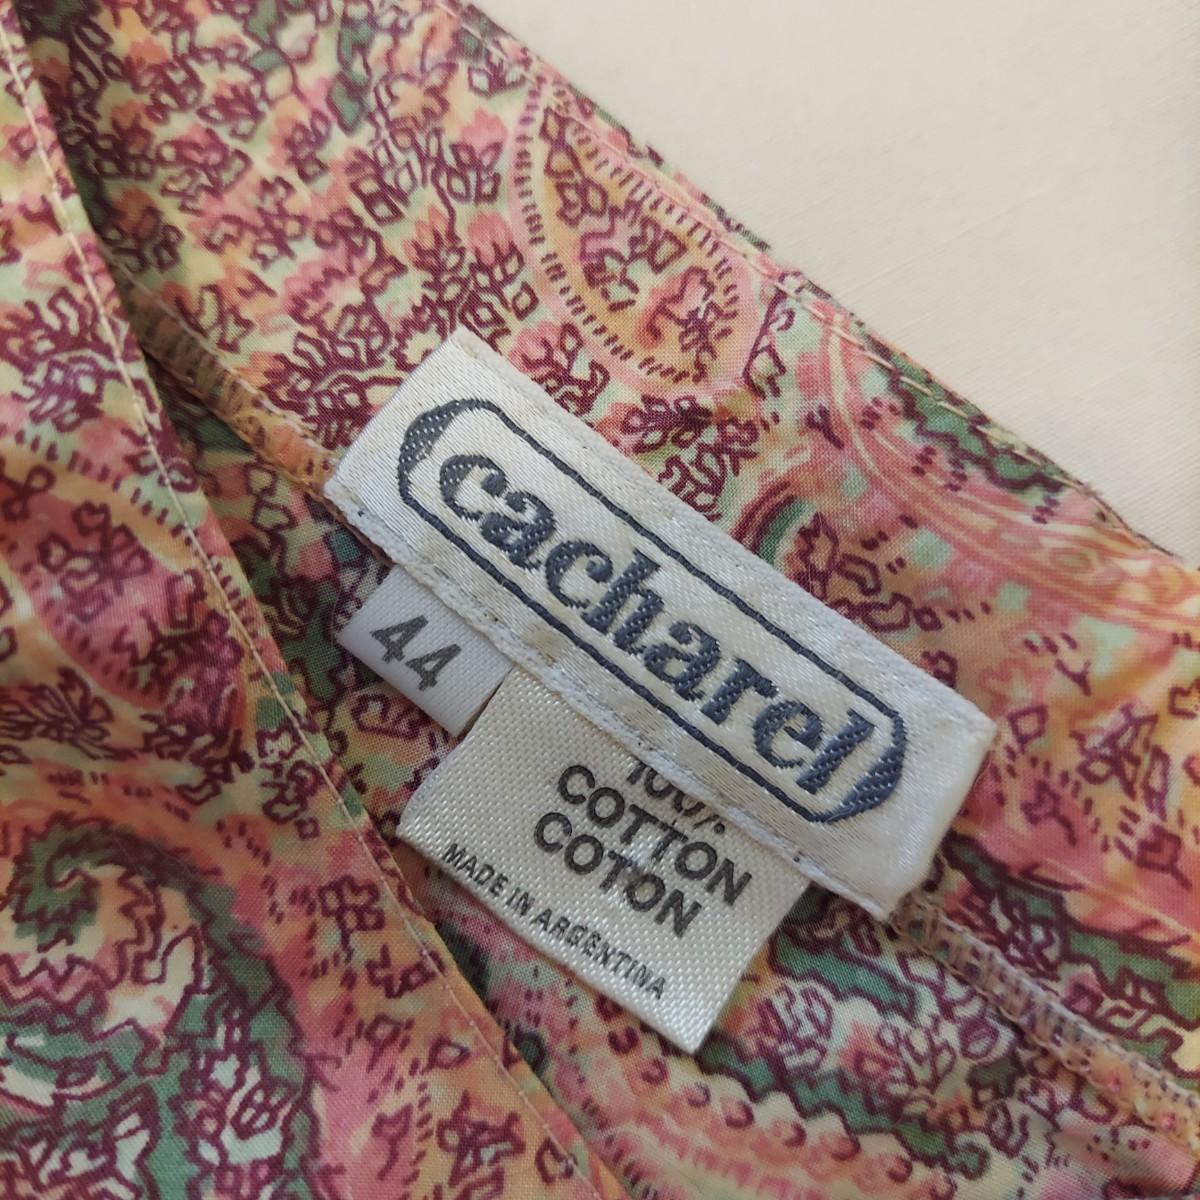 cacharel
44
100%
COTTON
COTON
MADE IN ARGENTINA